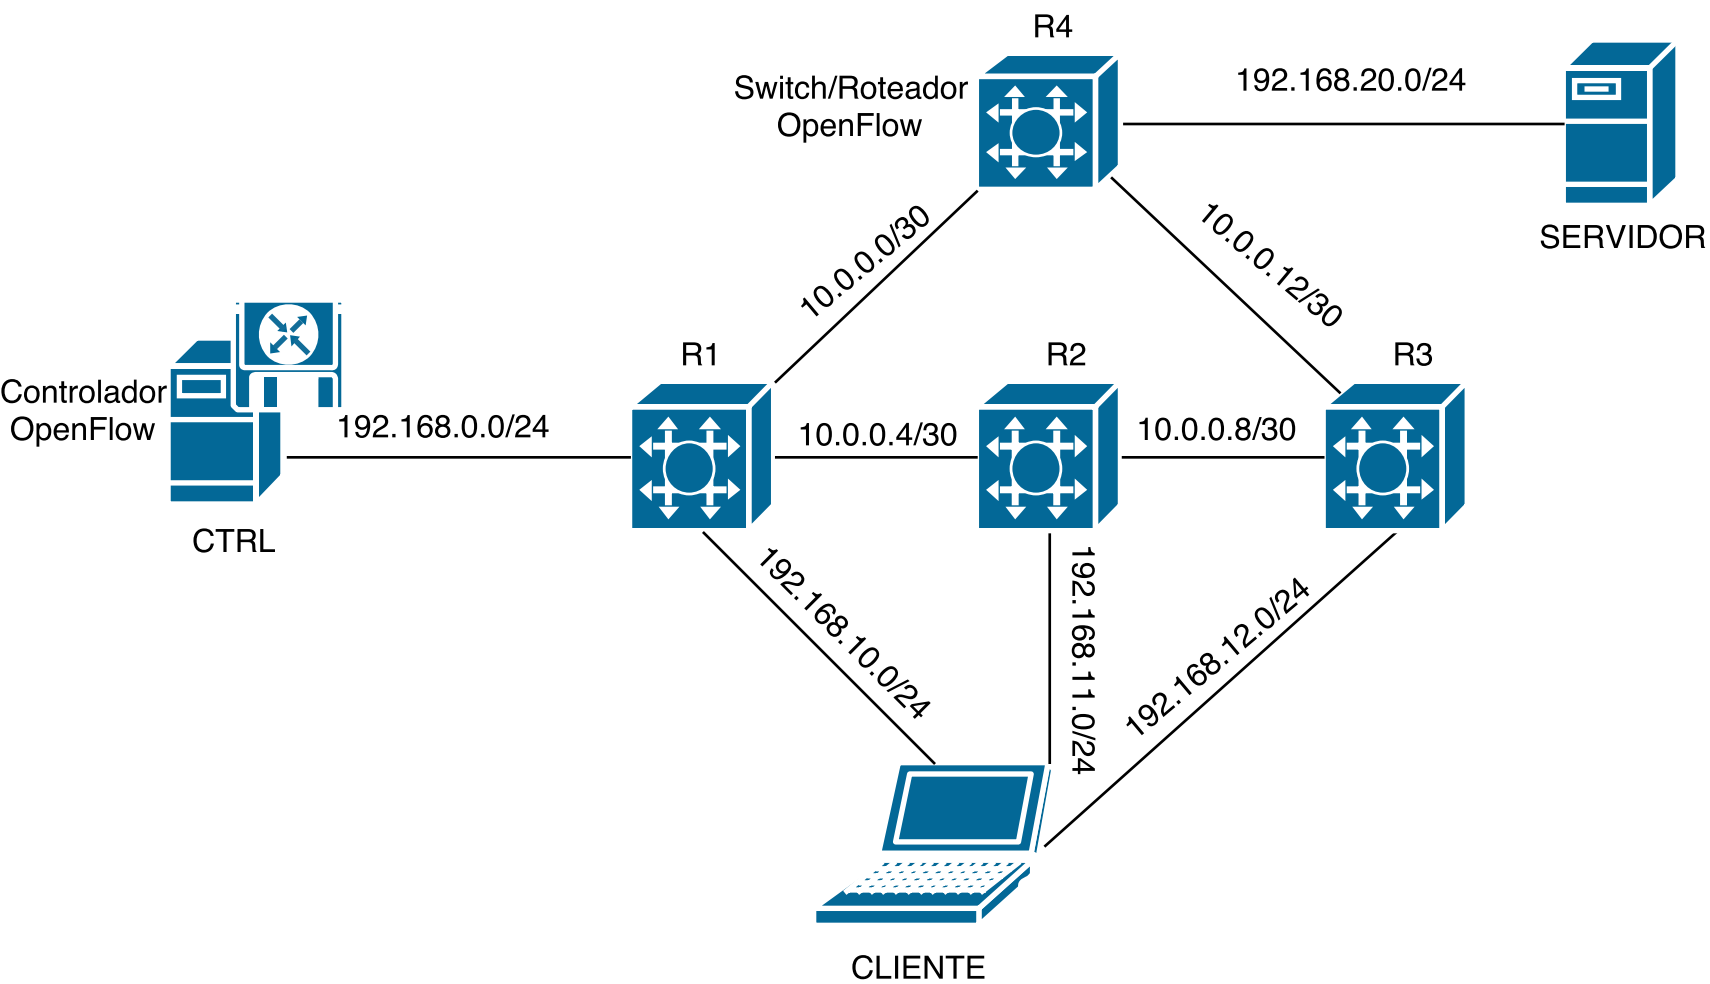 R4
Switch/Roteador
OpenFlow
192.168.20.0/24
SERVIDOR
10.0.0.0/30
10.0.0.12/30
Controlador
OpenFlow
192.168.0.0/24
CTRL
R1
10.0.0.4/30
R2
10.0.0.8/30
R3
192.168.10.0/24
192.168.11.0/24
192.168.12.0/24
CLIENTE